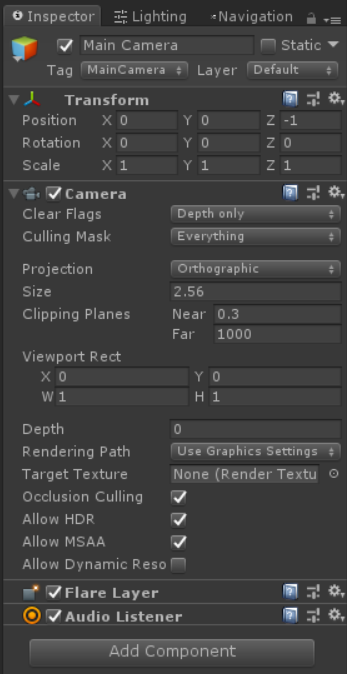 Inspector Lighting Navigation
Main Camera Static
Tag MainCamera Layer Default
Transform
Position X 0 Y 0 Z -1
Rotation X 0 Y 0 Z 0
Scale X 1 Y 1 Z 1
Camera
Clear Flags Depth only
Culling Mask Everything
Projection Orthographic
Size 2.56
Clipping Planes Near 0.3
Far 1000
Viewport Rect
X 0 Y 0
W 1 H 1
Depth 0
Rendering Path Use Graphics Settings
Target Texture None (Render Textu
Occlusion Culling
Allow HDR
Allow MSAA
Allow Dynamic Reso
Flare Layer
Audio Listener
Add Component